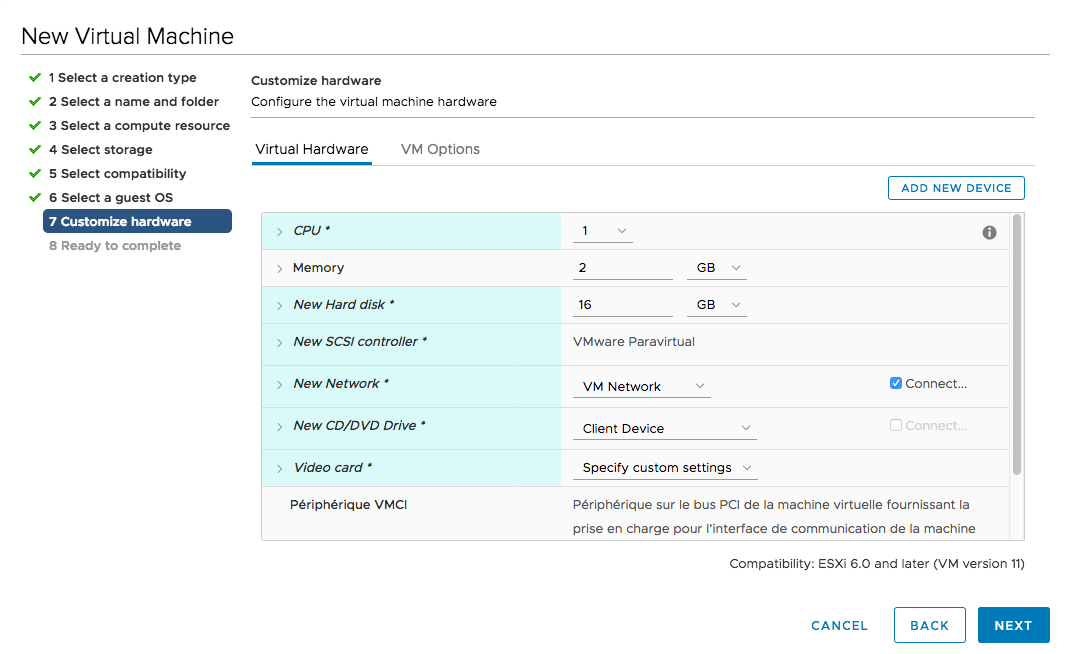 New Virtual Machine
1 Select a creation type
2 Select a name and folder
3 Select a compute resource
4 Select storage
5 Select compatibility
6 Select a guest OS
7 Customize hardware
8 Ready to complete
Customize hardware
Configure the virtual machine hardware
Virtual Hardware VM Options
ADD NEW DEVICE
CPU * 1
Memory 2 GB
New Hard disk * 16 GB
New SCSI controller * VMware Paravirtual
New Network * VM Network Connect...
New CD/DVD Drive * Client Device Connect...
Video card * Specify custom settings
Périphérique VMCI Périphérique sur le bus PCI de la machine virtuelle fournissant la
prise en charge pour l'interface de communication de la machine
Compatibility: ESXi 6.0 and later (VM version 11)
CANCEL BACK NEXT